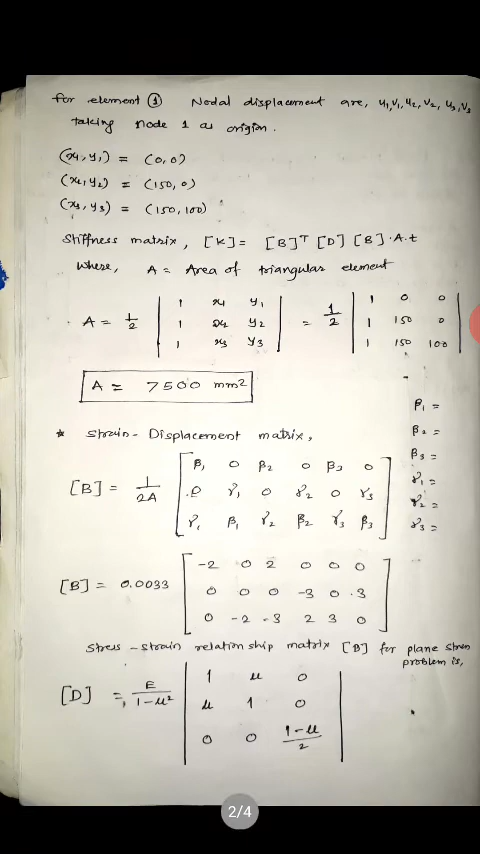 for element ① Nodal displacement are, u₁,v₁,u₂,v₂,u₃,v₃
taking node 1 as origin.
(x₁,y₁) = (0,0)
(x₂,y₂) = (150,0)
(x₃,y₃) = (150,100)
Stiffness matrix, [K] = [B]ᵀ [D] [B].A.t
Where, A = Area of triangular element
A = 1/2 | 1 x₁ y₁ | = 1/2 | 1 0 0 |
| 1 x₂ y₂ | | 1 150 0 |
| 1 x₃ y₃ | | 1 150 100 |
A = 7500 mm²
β₁ =
β₂ =
β₃ =
γ₁ =
γ₂ =
γ₃ =
* Strain-Displacement matrix,
[B] = 1/2A [ β₁ 0 β₂ 0 β₃ 0 ]
[ 0 γ₁ 0 γ₂ 0 γ₃ ]
[ γ₁ β₁ γ₂ β₂ γ₃ β₃ ]
[B] = 0.0033 [ -2 0 2 0 0 0 ]
[ 0 0 0 -3 0 3 ]
[ 0 -2 -3 2 3 0 ]
Stress-strain relationship matrix [D] for plane stress
problem is,
[D] = E/1-μ² | 1 μ 0 |
| μ 1 0 |
| 0 0 1-μ/2 |
2/4